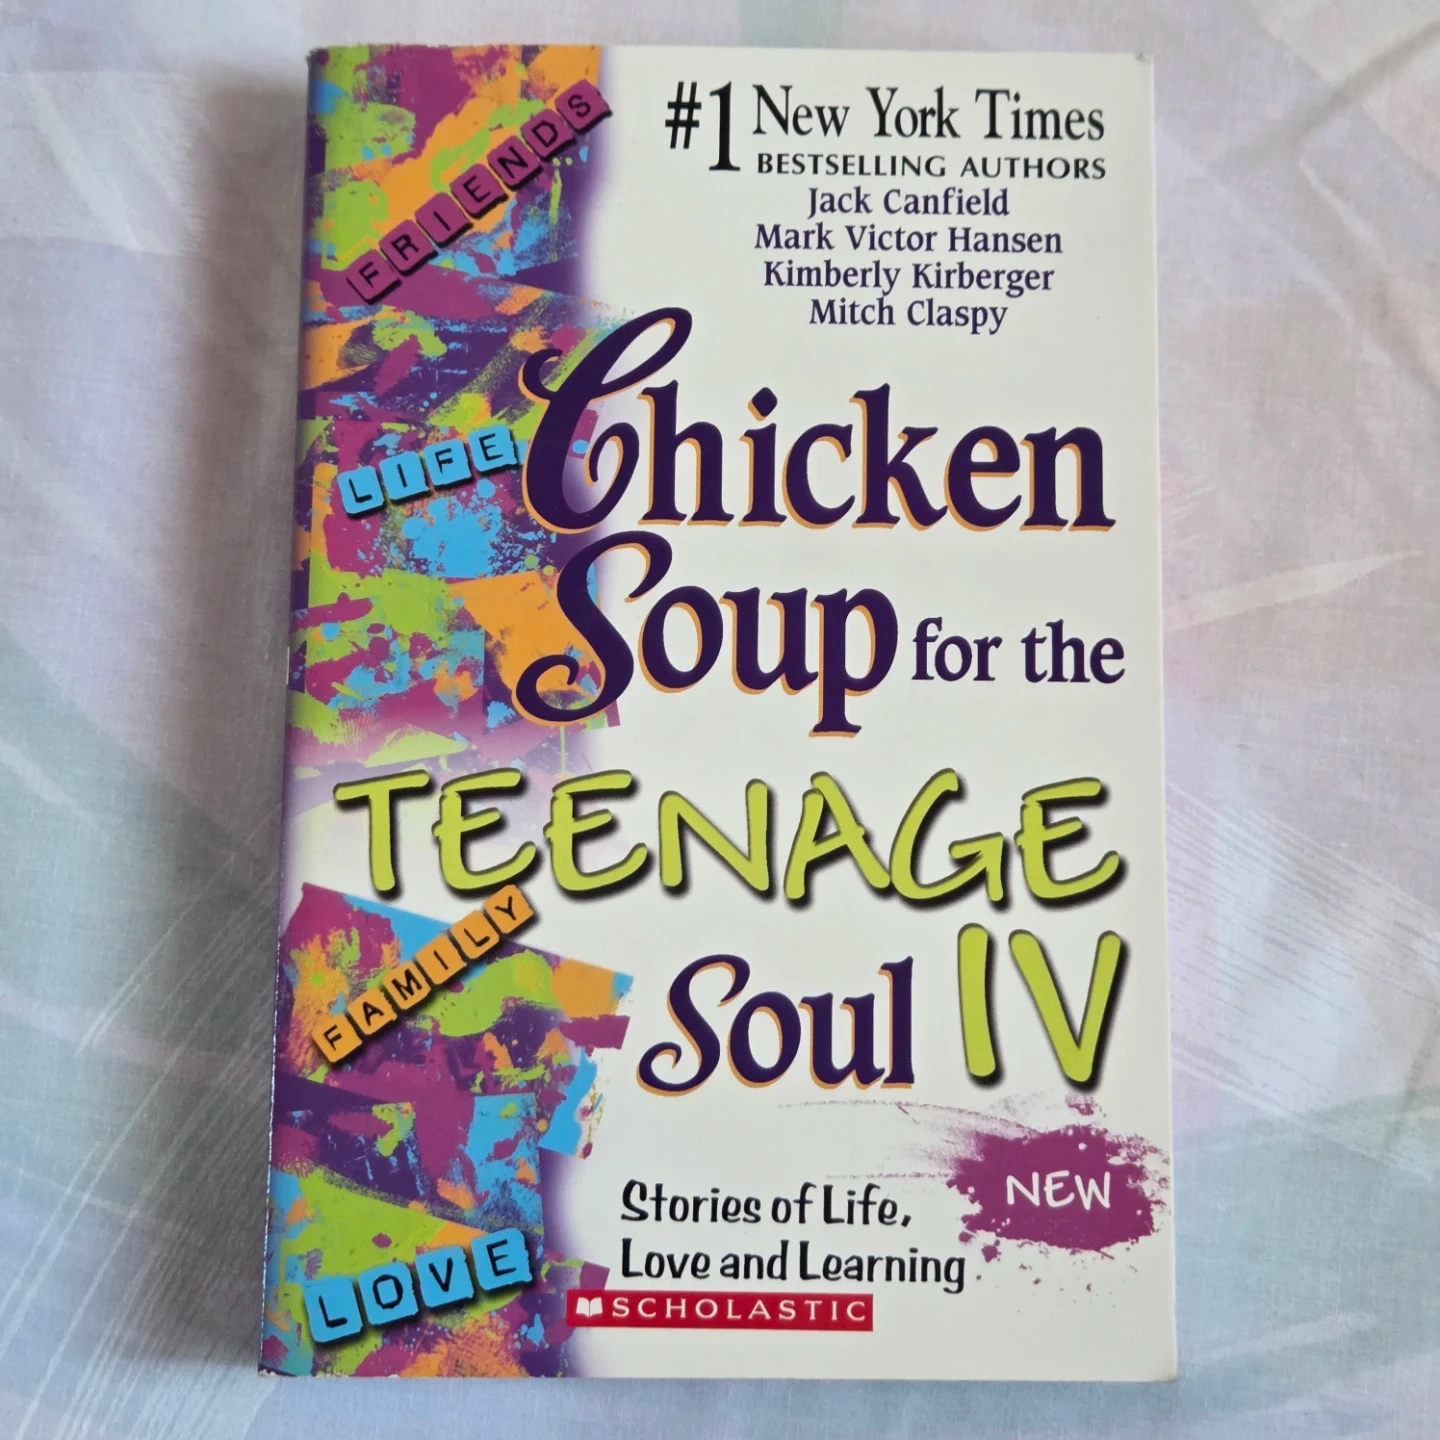 #1 New York Times
BESTSELLING AUTHORS
Jack Canfield
Mark Victor Hansen
Kimberly Kirberger
Mitch Claspy
FRIENDS
LIFE
Chicken
Soup for the
TEENAGE
Soul IV
FAMILY
LOVE
NEW
Stories of Life,
Love and Learning
SCHOLASTIC